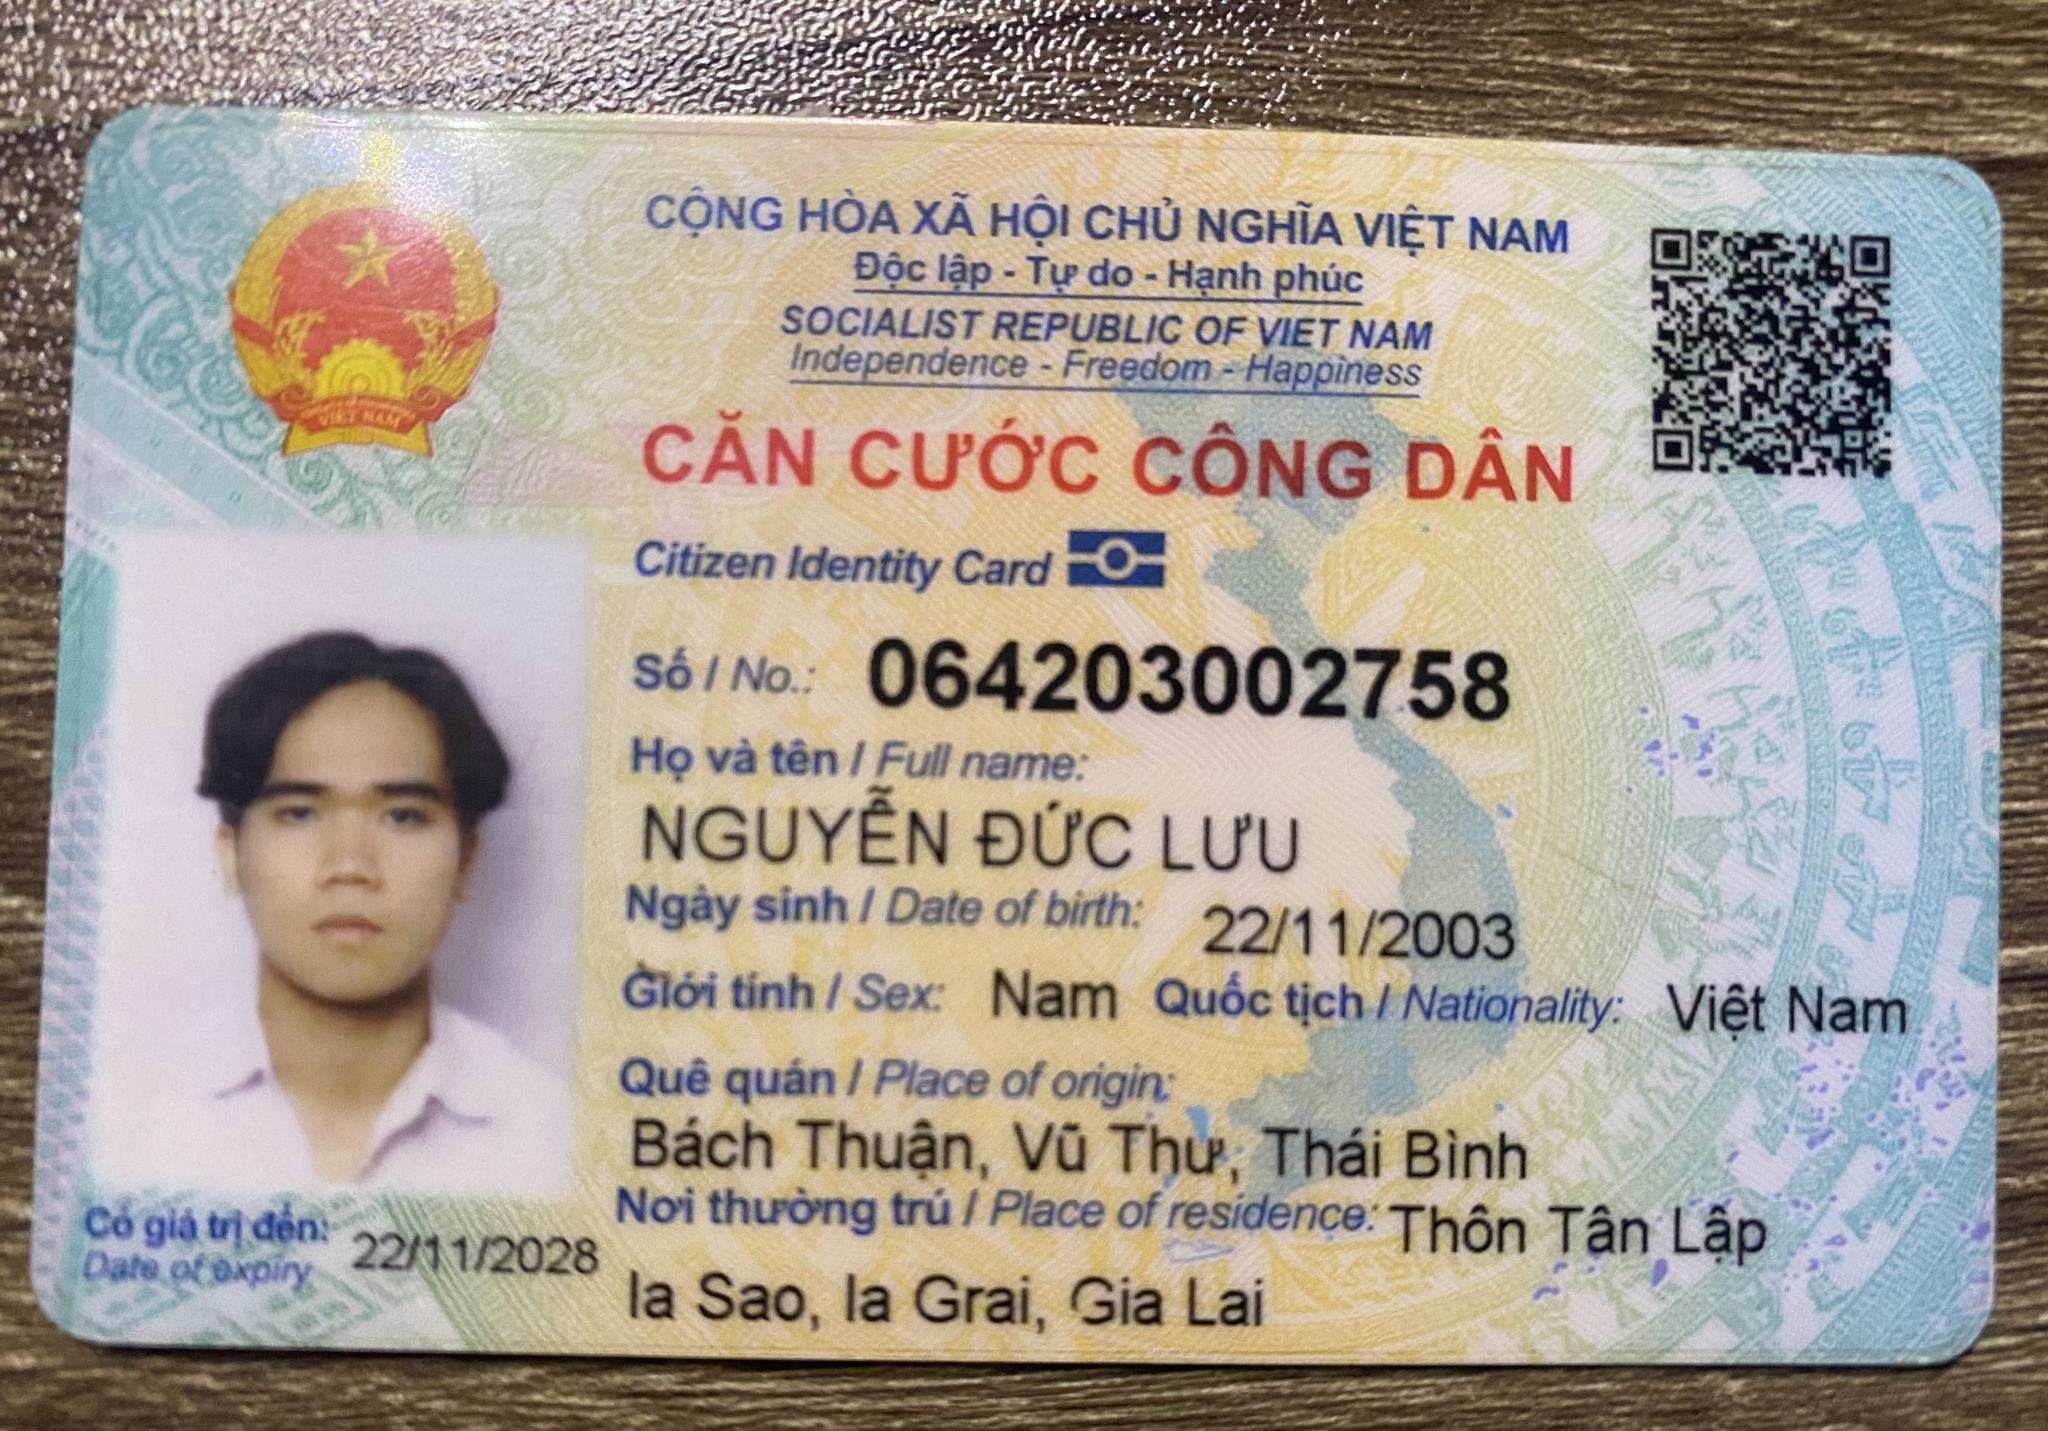 CỘNG HÒA XÃ HỘI CHỦ NGHĨA VIỆT NAM
Độc lập - Tự do - Hạnh phúc
SOCIALIST REPUBLIC OF VIET NAM
Independence - Freedom - Happiness
VIỆT NAM
CĂN CƯỚC CÔNG DÂN
Citizen Identity Card
Số / No.: 064203002758
Họ và tên / Full name:
NGUYỄN ĐỨC LƯU
Ngày sinh / Date of birth: 22/11/2003
Giới tính / Sex: Nam Quốc tịch / Nationality: Việt Nam
Quê quán / Place of origin:
Bách Thuận, Vũ Thư, Thái Bình
Nơi thường trú / Place of residence: Thôn Tân Lập
Ia Sao, Ia Grai, Gia Lai
Có giá trị đến: 22/11/2028
Date of expiry